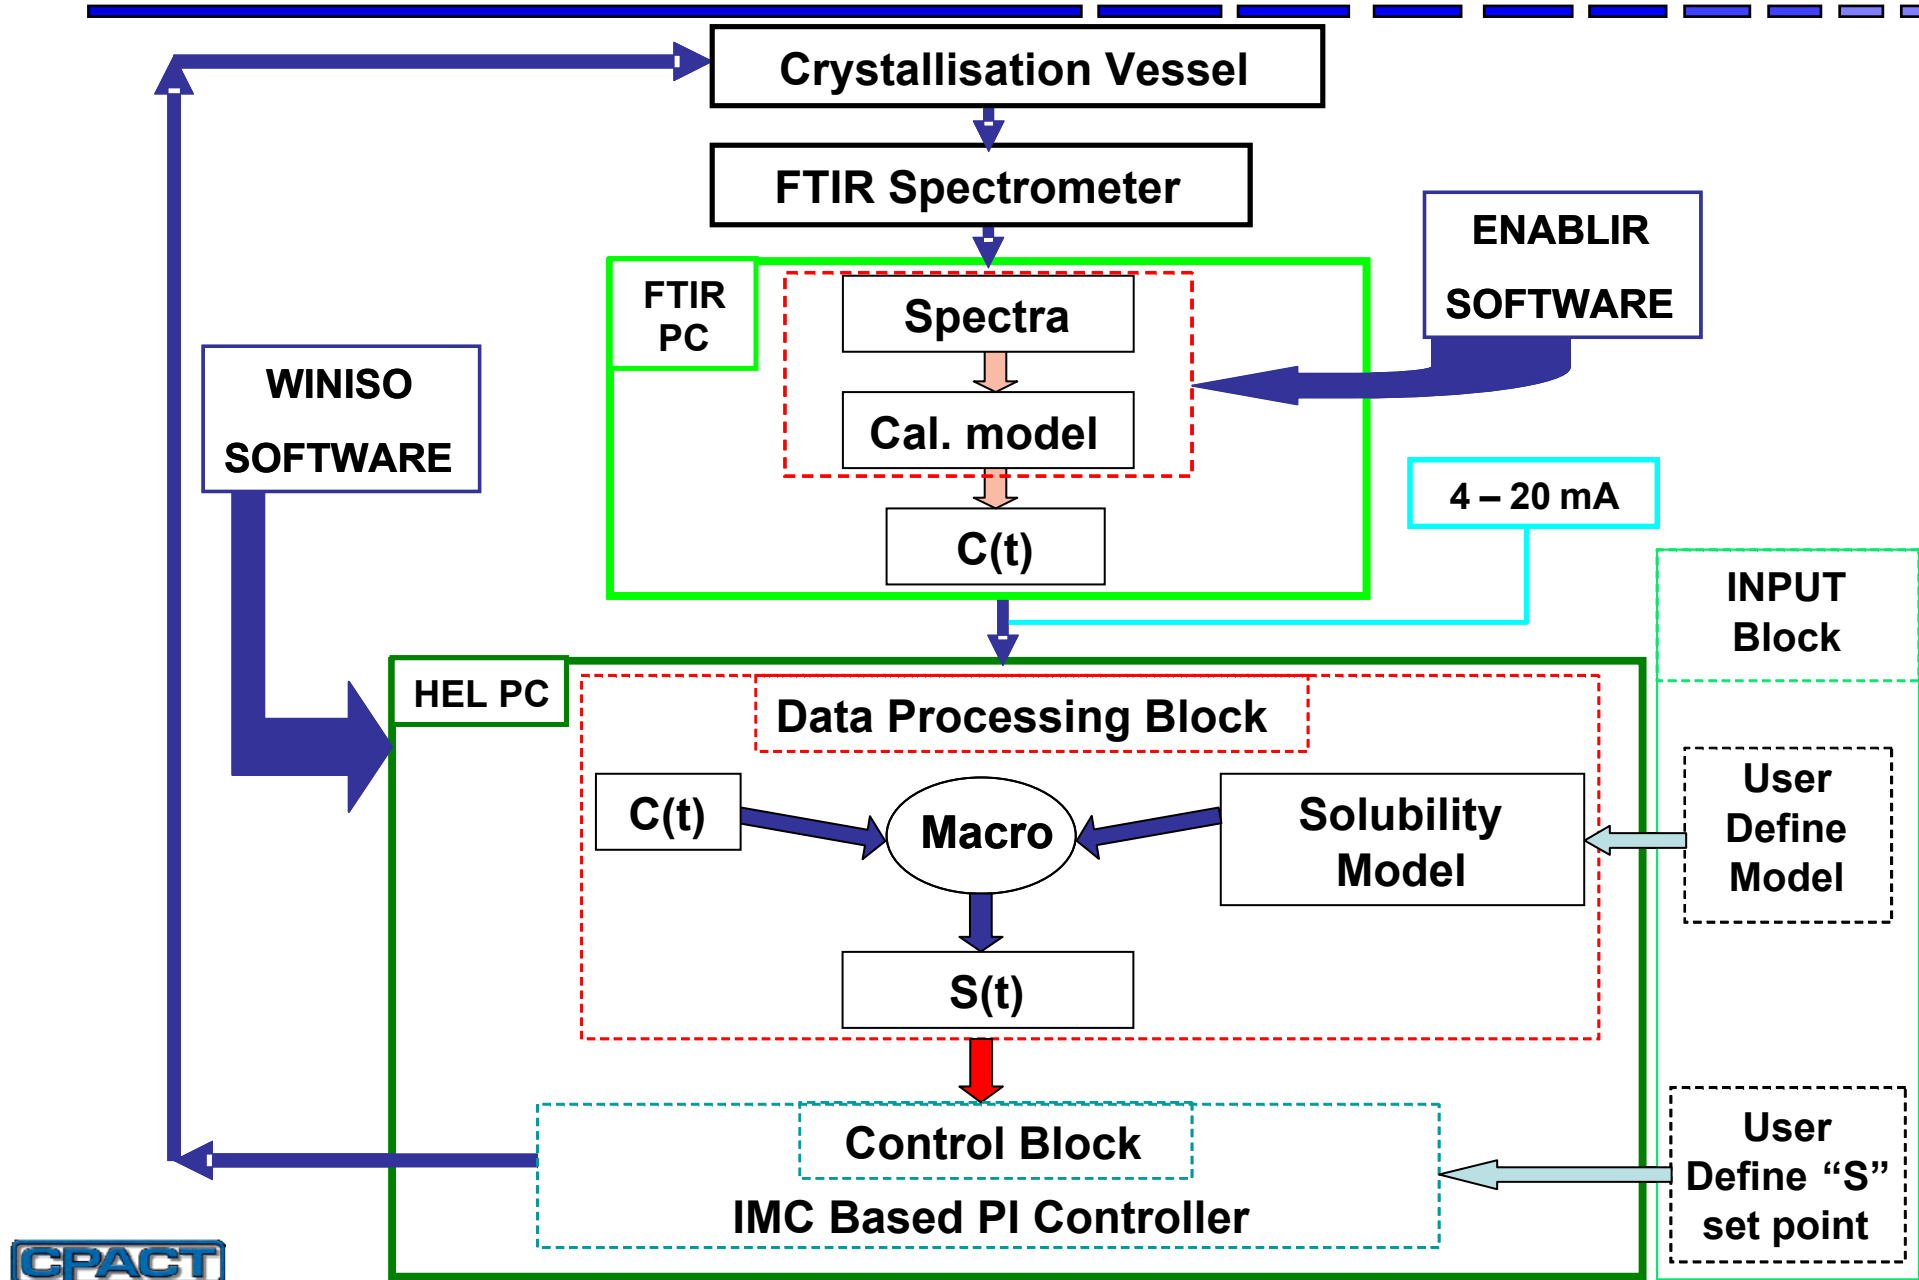 Crystallisation Vessel
FTIR Spectrometer
ENABLIR
SOFTWARE
FTIR
PC
Spectra
Cal. model
C(t)
WINISO
SOFTWARE
4 – 20 mA
INPUT
Block
HEL PC
Data Processing Block
C(t)
Macro
Solubility
Model
User
Define
Model
S(t)
Control Block
IMC Based PI Controller
User
Define “S”
set point
CPACT